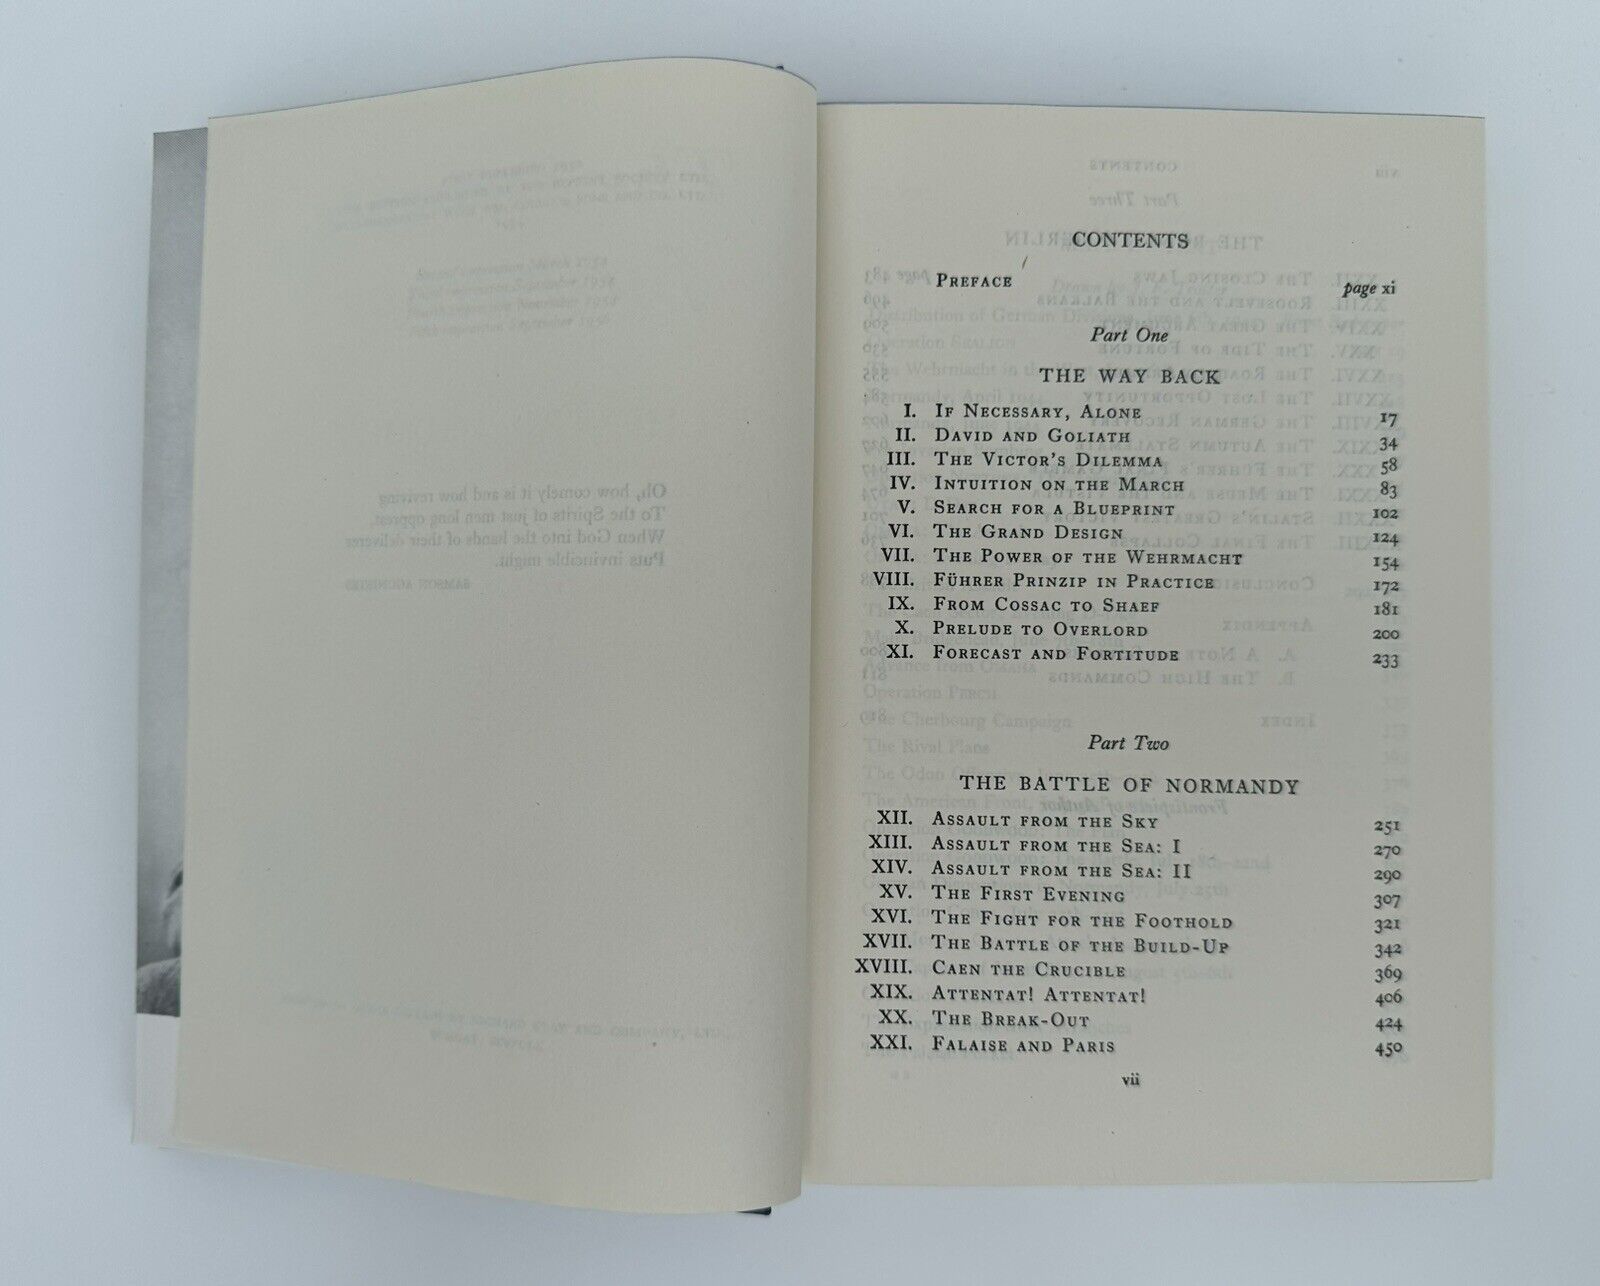 CONTENTS
PREFACE page xi
Part One
THE WAY BACK
I. IF NECESSARY, ALONE 17
II. DAVID AND GOLIATH 34
III. THE VICTOR'S DILEMMA 58
IV. INTUITION ON THE MARCH 83
V. SEARCH FOR A BLUEPRINT 102
VI. THE GRAND DESIGN 124
VII. THE POWER OF THE WEHRMACHT 154
VIII. FÜHRER PRINZIP IN PRACTICE 172
IX. FROM COSSAC TO SHAEF 181
X. PRELUDE TO OVERLORD 200
XI. FORECAST AND FORTITUDE 233
Part Two
THE BATTLE OF NORMANDY
XII. ASSAULT FROM THE SKY 251
XIII. ASSAULT FROM THE SEA: I 270
XIV. ASSAULT FROM THE SEA: II 290
XV. THE FIRST EVENING 307
XVI. THE FIGHT FOR THE FOOTHOLD 321
XVII. THE BATTLE OF THE BUILD-UP 342
XVIII. CAEN THE CRUCIBLE 369
XIX. ATTENTAT! ATTENTAT! 406
XX. THE BREAK-OUT 424
XXI. FALAISE AND PARIS 450
vii